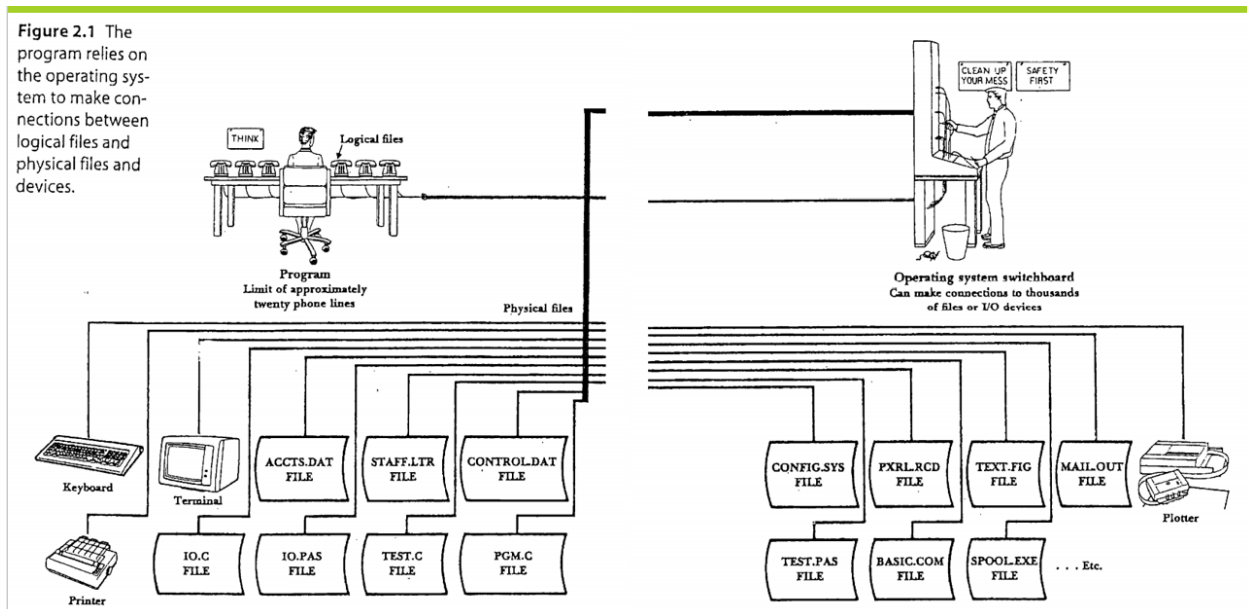 Figure 2.1 The
program relies on
the operating sys-
tem to make con-
nections between
logical files and
physical files and
devices.
THINK
Logical files
Program
Limit of approximately
twenty phone lines
CLEAN UP
YOUR MESS
SAFETY
FIRST
Operating system switchboard
Can make connections to thousands
of files or I/O devices
Physical files
Keyboard
Terminal
ACCTS.DAT
FILE
STAFF.LTR
FILE
CONTROL.DAT
FILE
CONFIG.SYS
FILE
PXRL.RCD
FILE
TEXT.FIG
FILE
MAIL.OUT
FILE
Plotter
Printer
IO.C
FILE
IO.PAS
FILE
TEST.C
FILE
PGM.C
FILE
TEST.PAS
FILE
BASIC.COM
FILE
SPOOL.EXE
FILE
. . . Etc.